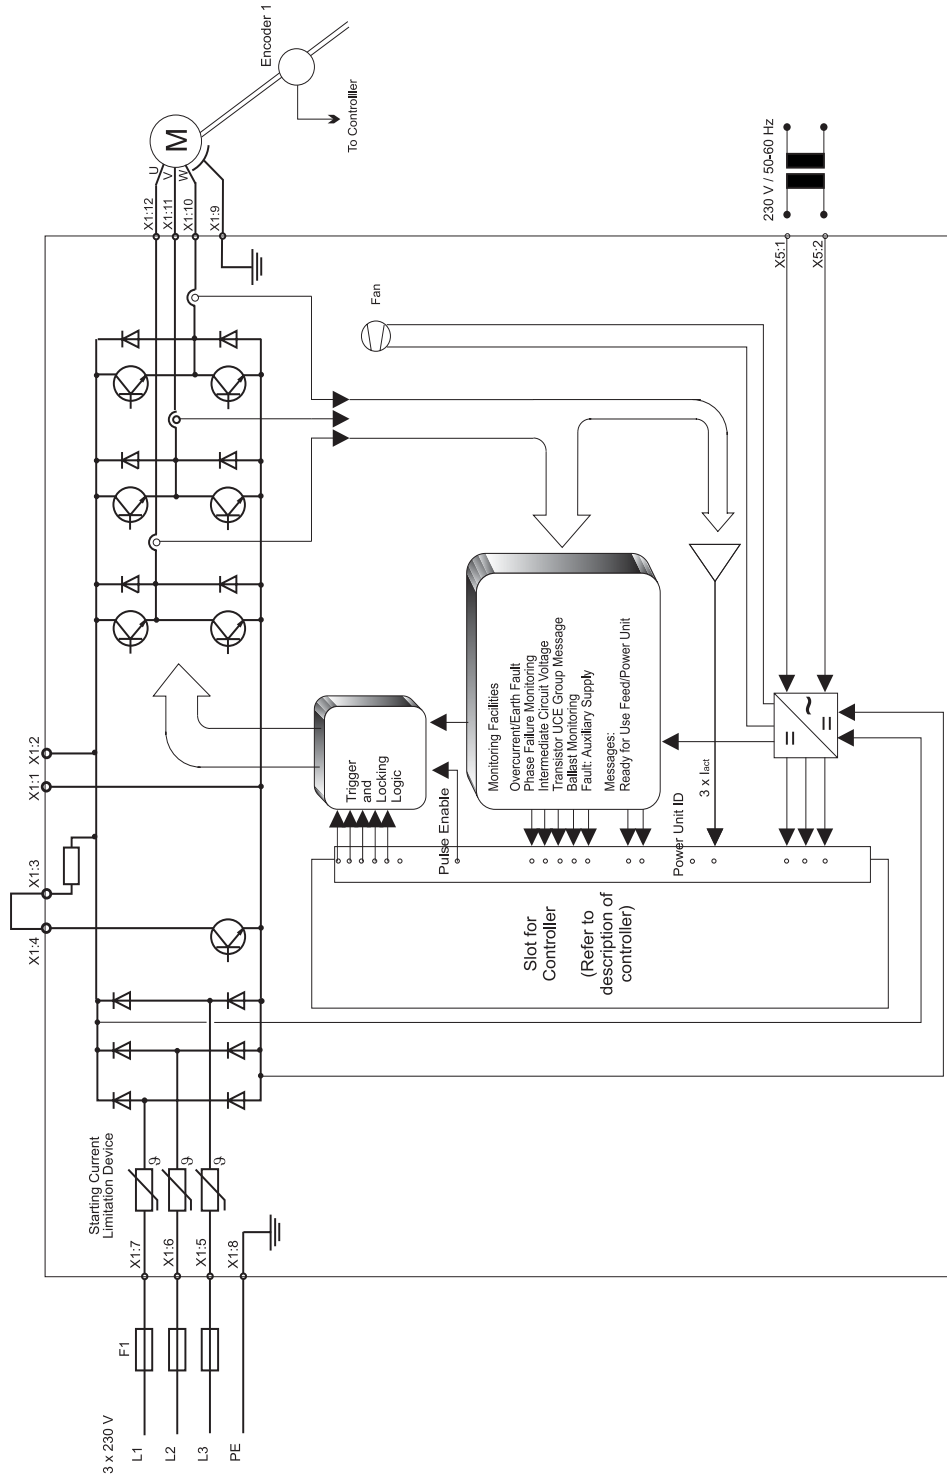 3 x 230 V
L1
L2
L3
PE
F1
X1:7
X1:6
X1:5
X1:8
Starting Current
Limitation Device
ϑ
ϑ
ϑ
X1:4
X1:3
X1:1
X1:2
Slot for
Controller
(Refer to
description of
controller)
Trigger
and
Locking
Logic
Pulse Enable
Monitoring Facilities
Overcurrent/Earth Fault
Phase Failure Monitoring
Intermediate Circuit Voltage
Transistor UCE Group Message
Ballast Monitoring
Fault: Auxiliary Supply
Messages:
Ready for Use Feed/Power Unit
Power Unit ID
3 x Iact
=
~
=
Fan
X1:12
X1:11
X1:10
X1:9
U
V
W
M
Encoder 1
To Controlller
X5:1
X5:2
230 V / 50-60 Hz